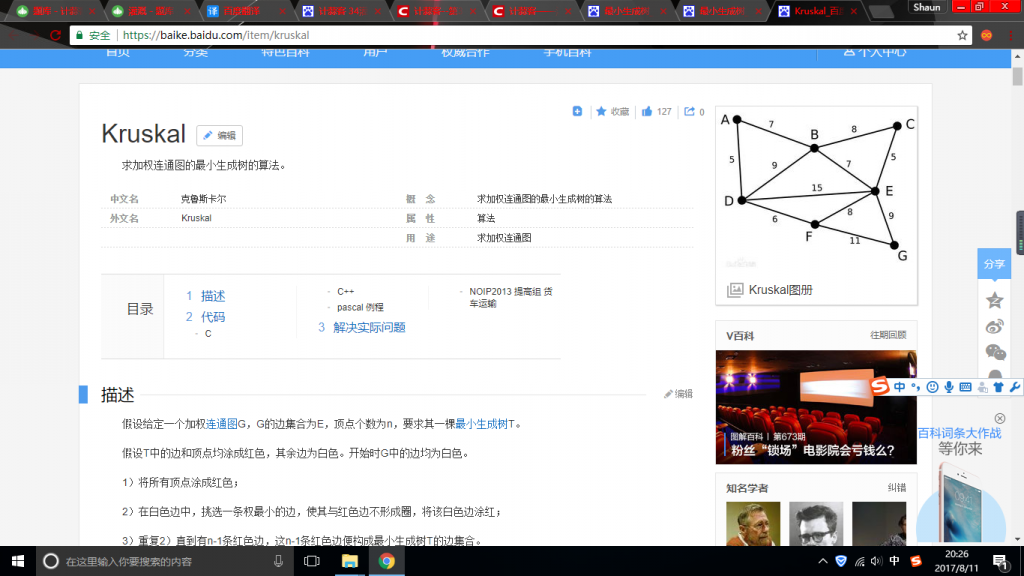 Shaun
安全
https://baike.baidu.com/item/kruskal
首页 分类 特色百科 用户 权威合作 手机百科 个人中心
收藏 127 0
Kruskal 编辑
求加权连通图的最小生成树的算法。
中文名 克鲁斯卡尔 概 念 求加权连通图的最小生成树的算法
外文名 Kruskal 属 性 算法
用 途 求加权连通图
目录
1 描述
2 代码
- C
- C++
- pascal 例程
3 解决实际问题
- NOIP2013 提高组 货
车运输
描述
编辑
假设给定一个加权连通图G，G的边集合为E，顶点个数为n，要求其一棵最小生成树T。
假设T中的边和顶点均涂成红色，其余边为白色。开始时G中的边均为白色。
1）将所有顶点涂成红色；
2）在白色边中，挑选一条权最小的边，使其与红色边不形成圈，将该白色边涂红；
3）重复2）直到有n-1条红色边，这n-1条红色边便构成最小生成树T的边集合。
A 7 B 8 C
5 9 7 5
D 15 E
6 8 9
F 11 G
Kruskal图册
V百科 往期回顾
图解百科 | 第673期
粉丝“锁场”电影院会亏钱么?
知名学者 纠错
分享
中
百科词条大作战
等你来
在这里输入你要搜索的内容
中
20:26
2017/8/11
1